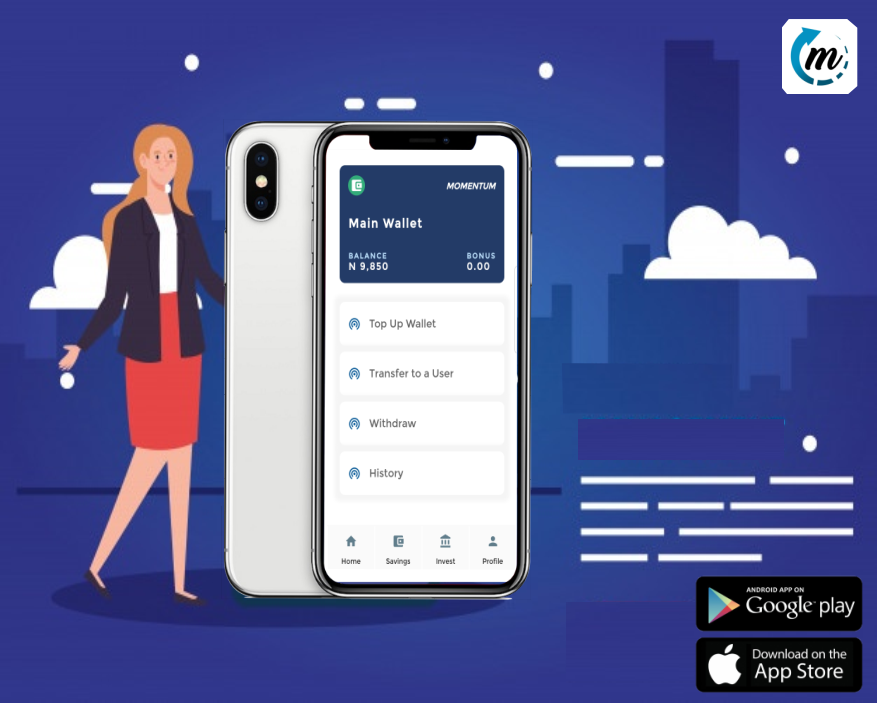 m
MOMENTUM
Main Wallet
BALANCE BONUS
N 9,850 0.00
Top Up Wallet
Transfer to a User
Withdraw
History
Home Savings Invest Profile
ANDROID APP ON
Google play
Download on the
App Store